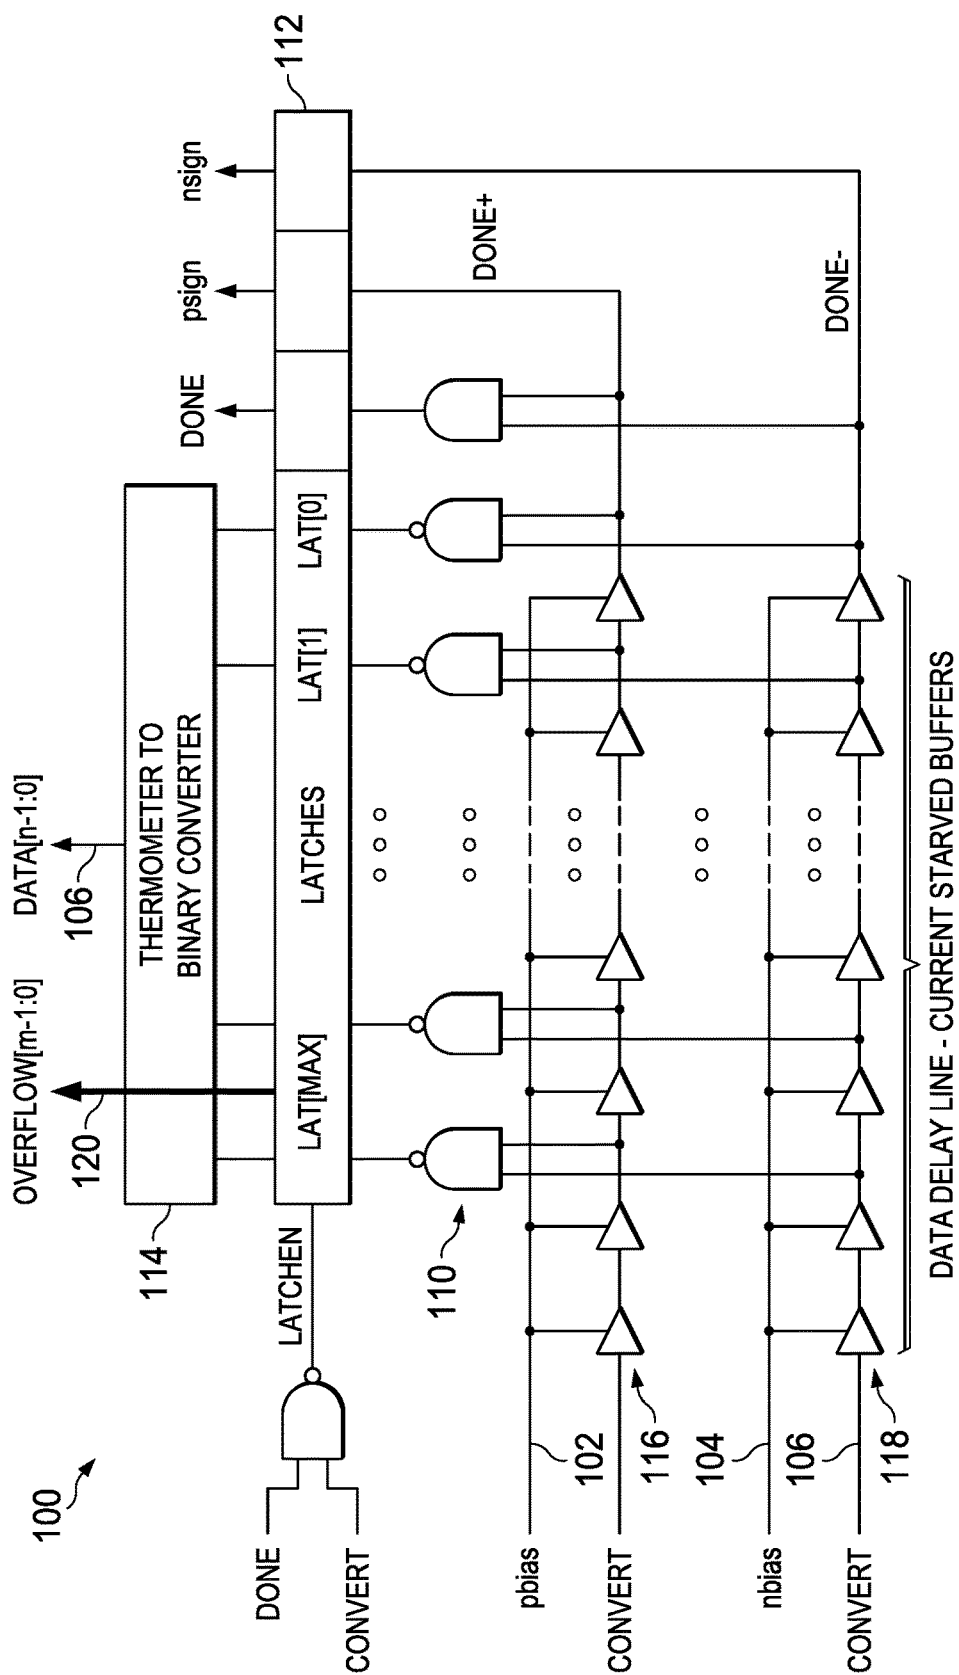 100
OVERFLOW[m-1:0]
DATA[n-1:0]
120
106
114
THERMOMETER TO
BINARY CONVERTER
DONE
psign
nsign
112
DONE
CONVERT
LATCHEN
LAT[MAX]
LATCHES
LAT[1]
LAT[0]
110
DONE+
pbias
102
CONVERT
116
DONE-
nbias
104
CONVERT
106
118
DATA DELAY LINE - CURRENT STARVED BUFFERS